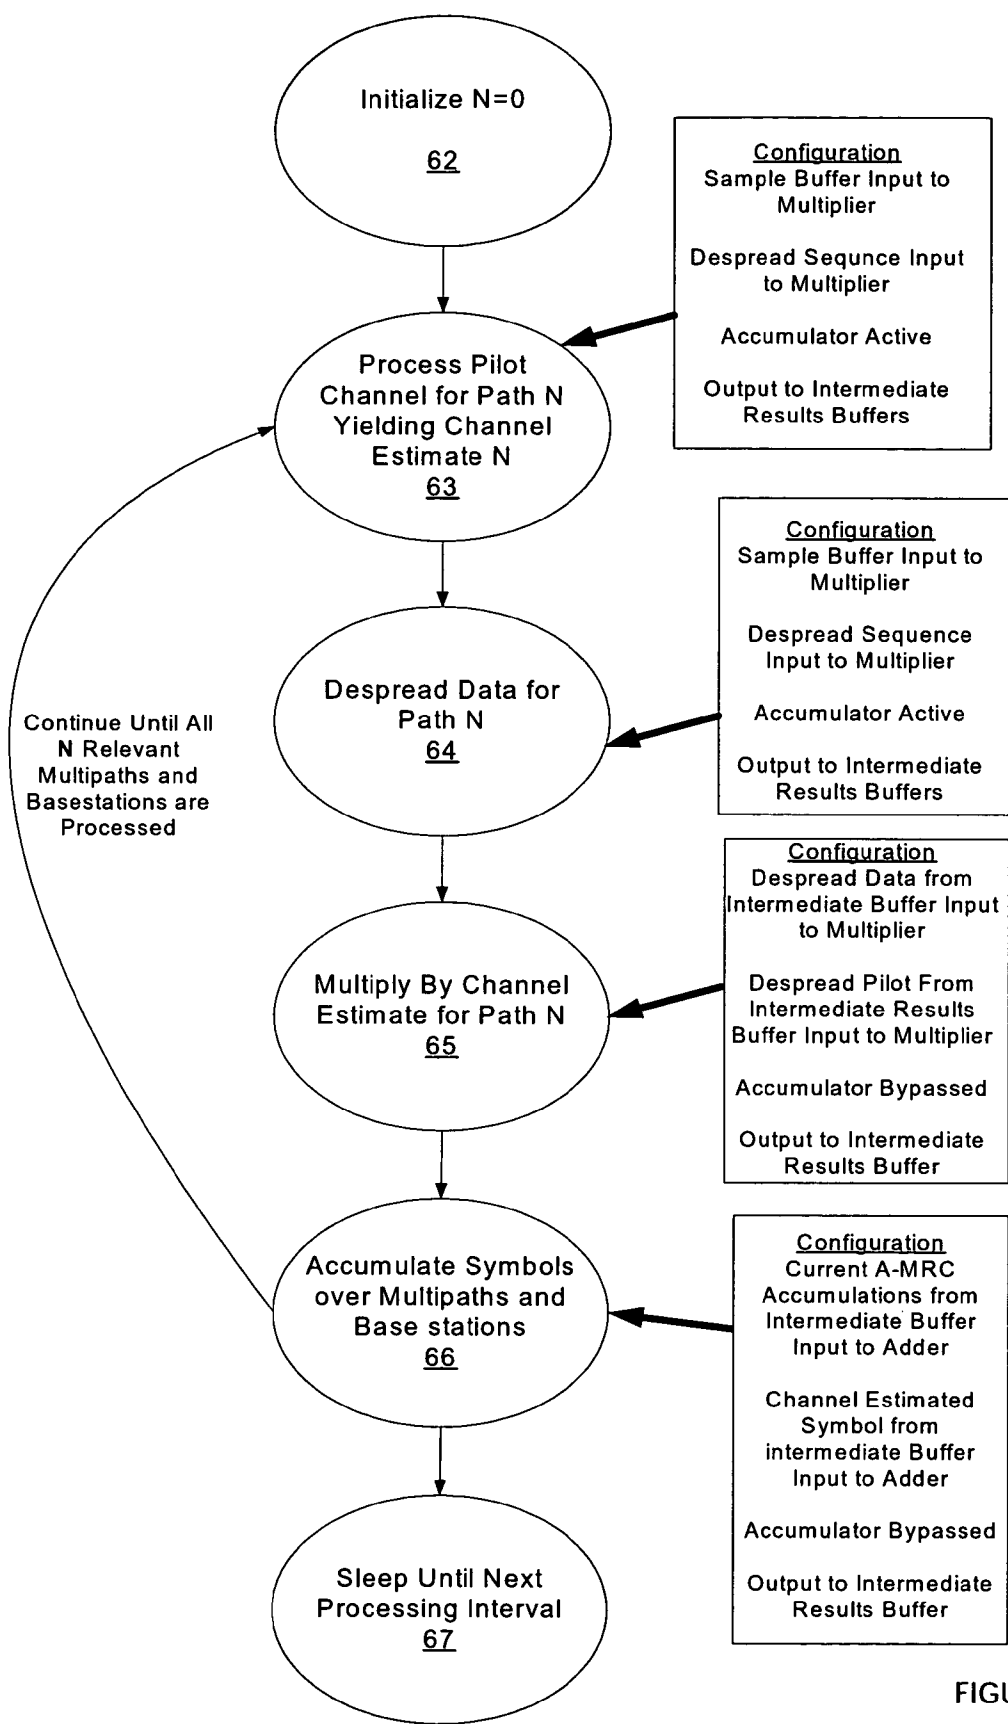 Initialize N=0
62
Configuration
Sample Buffer Input to
Multiplier
Despread Sequnce Input
to Multiplier
Accumulator Active
Output to Intermediate
Results Buffers
Process Pilot
Channel for Path N
Yielding Channel
Estimate N
63
Configuration
Sample Buffer Input to
Multiplier
Despread Sequence
Input to Multiplier
Accumulator Active
Output to Intermediate
Results Buffers
Despread Data for
Path N
64
Continue Until All
N Relevant
Multipaths and
Basestations are
Processed
Configuration
Despread Data from
Intermediate Buffer Input
to Multiplier
Despread Pilot From
Intermediate Results
Buffer Input to Multiplier
Accumulator Bypassed
Output to Intermediate
Results Buffer
Multiply By Channel
Estimate for Path N
65
Accumulate Symbols
over Multipaths and
Base stations
66
Configuration
Current A-MRC
Accumulations from
Intermediate Buffer
Input to Adder
Channel Estimated
Symbol from
intermediate Buffer
Input to Adder
Accumulator Bypassed
Output to Intermediate
Results Buffer
Sleep Until Next
Processing Interval
67